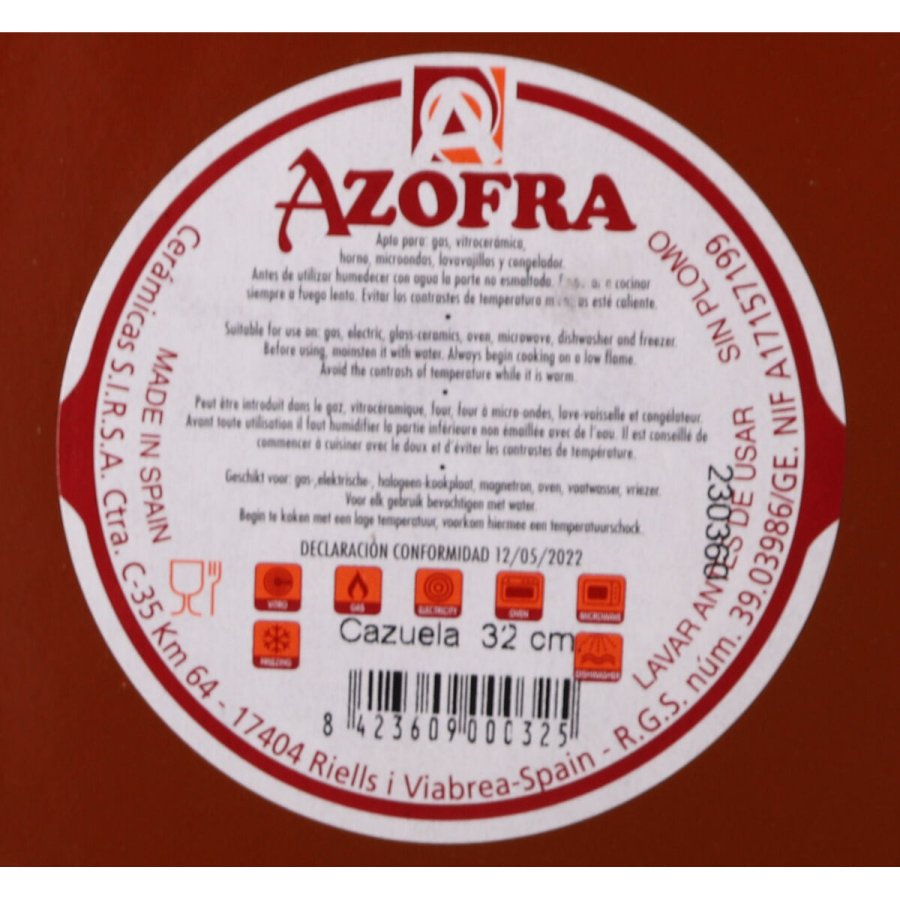 AZOFRA
Apto para: gas, vitrocerámica,
horno, microondas, lavavajillas y congelador.
Antes de utilizar humedecer con agua la parte no esmaltada. cocinar
siempre a fuego lento. Evitar los contrastes de temperatura esté caliente.
Suitable for use on: gas, electric, glass-ceramics, oven, microwave, dishwasher and freezer.
Before using, mainsten it with water. Always begin cooking on a low flame.
Avoid the contrasts of temperature while it is warm.
Peut être introduit dans le gaz, vitrocéramique, four, four à micro-ondes, lave-vaisselle et congélateur.
Avant toute utilisation il faut humidifier la partie inférieure non émaillée avec de l'eau. Il est conseillé de
commencer à cuisiner avec le doux et d'éviter les contrastes de température.
Geschikt voor: gas-,elektrische-, halogeen-kookplaat, magnetron, oven, vaatwasser, vriezer.
Voor elk gebruik bevochtigen met water.
Begin te koken met een lage temperatuur, voorkom hiermee een temperatuurschock.
DECLARACIÓN CONFORMIDAD 12/05/2022
VITRO
GAS
ELECTRICITY
OVEN
MICROWAVE
FREEZING
Cazuela 32 cm.
DISHWASHER
8 423609 000325
MADE IN SPAIN
SIN PLOMO
LAVAR ANTES DE USAR
230360
Cerámicas S.I.R.S.A. Ctra. C-35 Km 64 - 17404 Riells i Viabrea-Spain - R.G.S. núm. 39.03986/GE. NIF A17157199